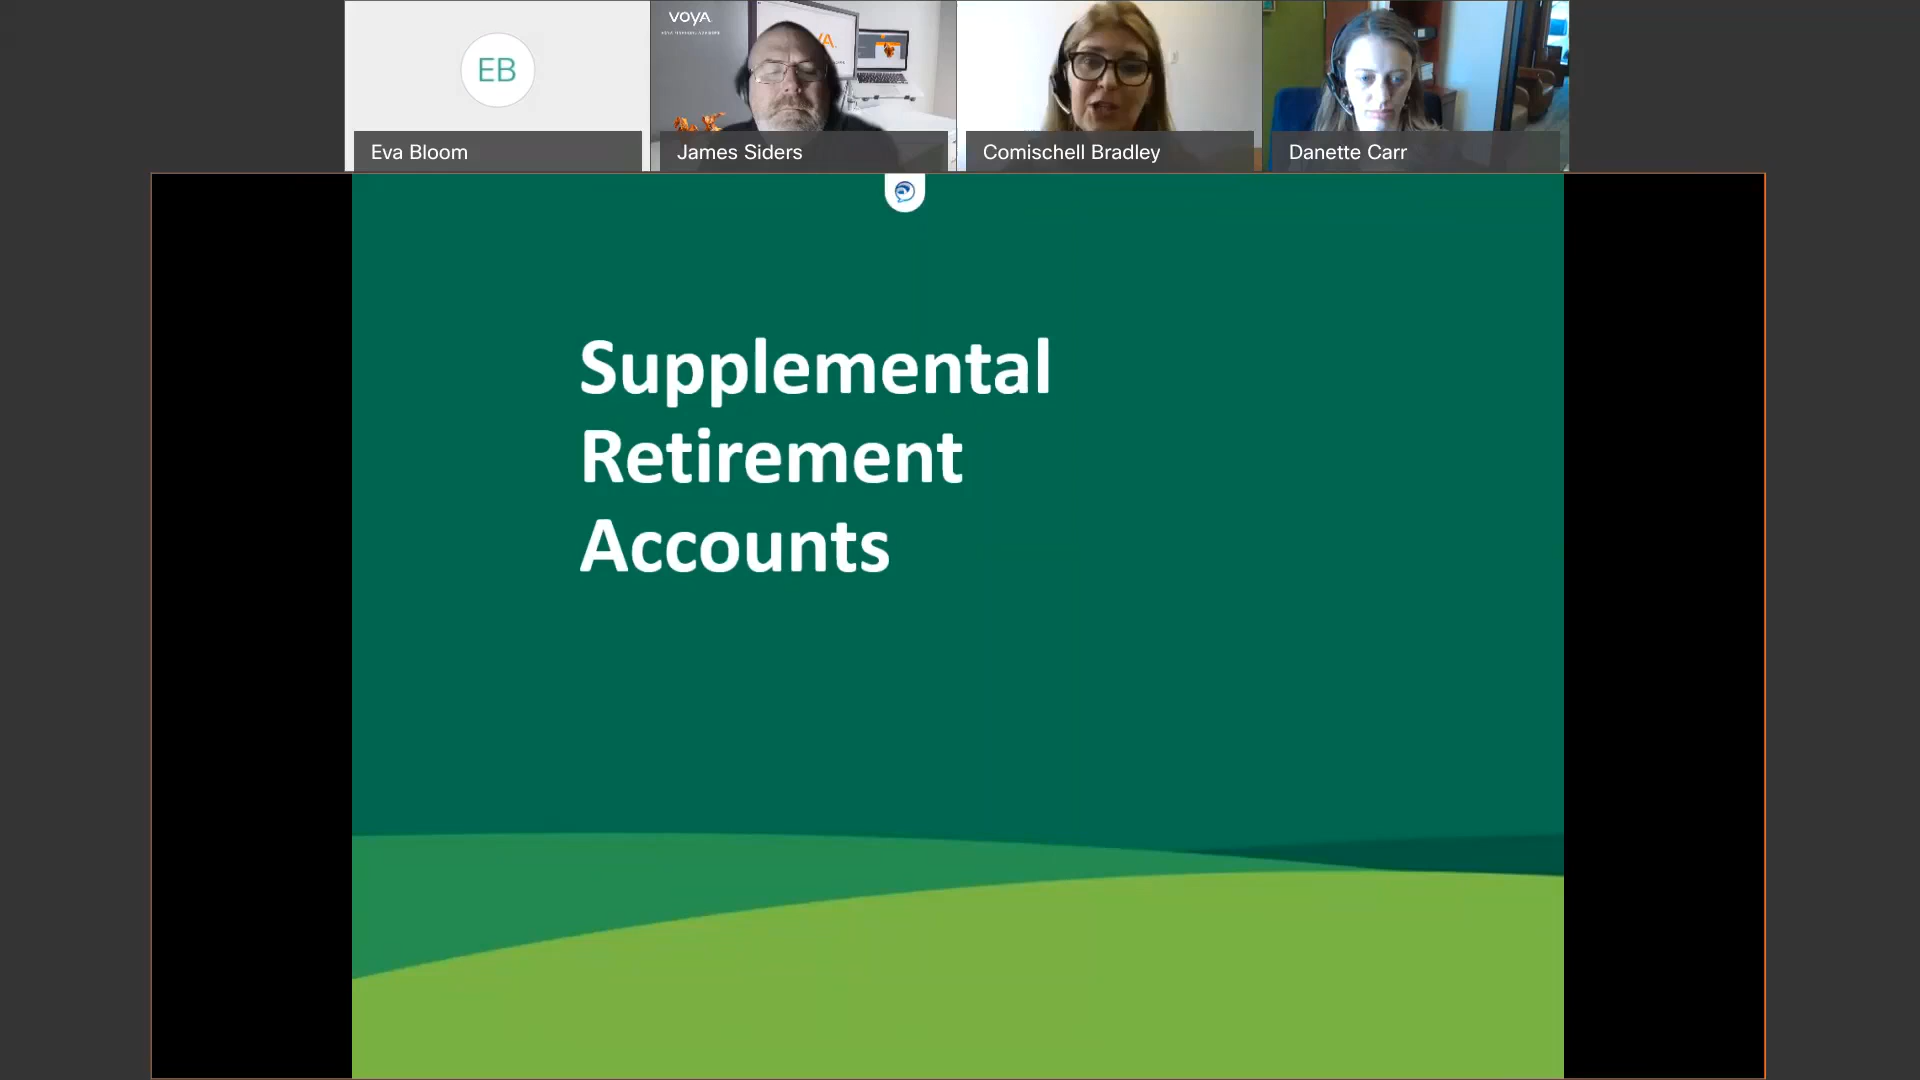 EB
VOYA
Eva Bloom
James Siders
Comischell Bradley
Danette Carr
Supplemental
Retirement
Accounts